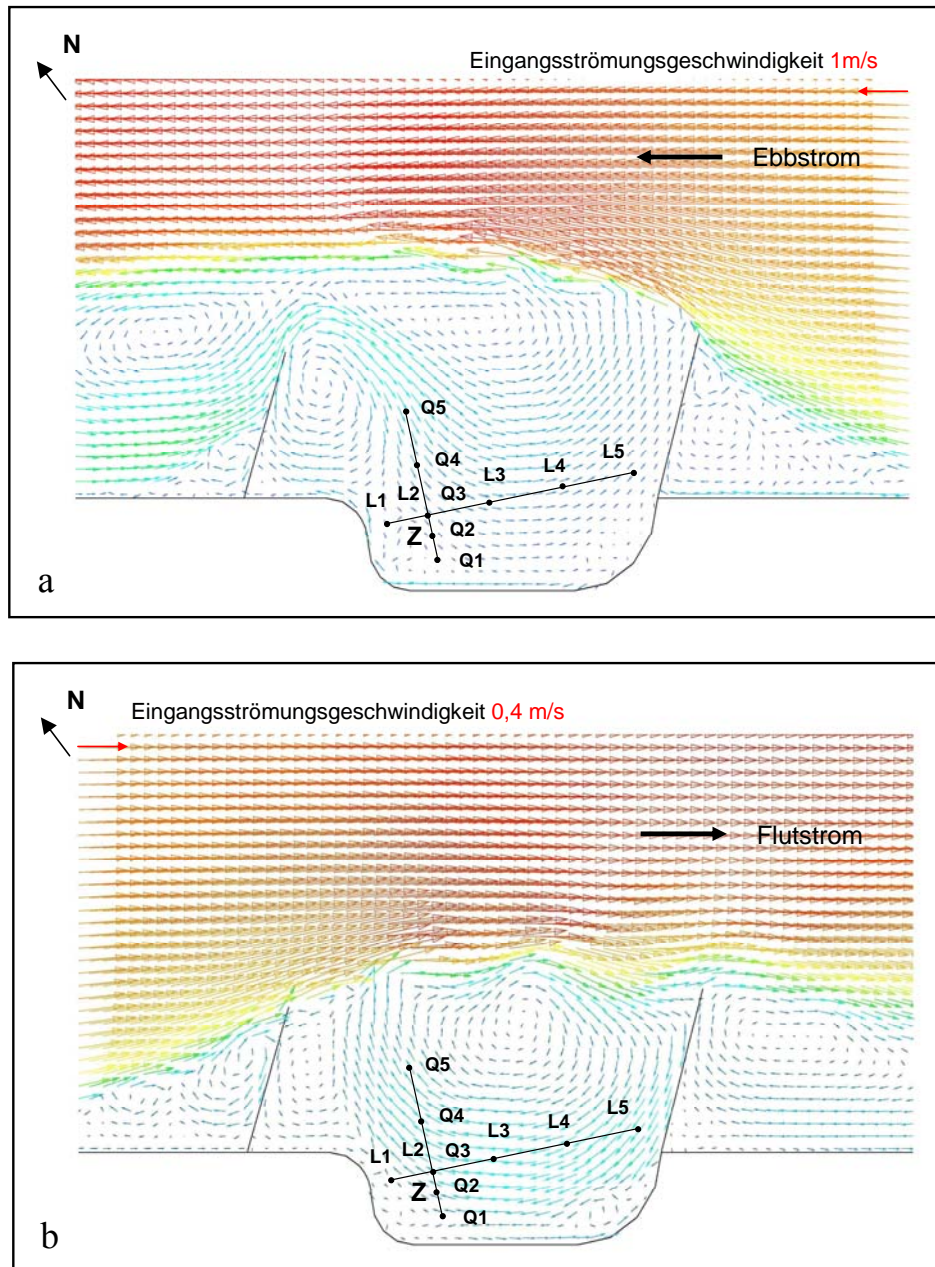 N
Eingangsströmungsgeschwindigkeit 1m/s
Ebbstrom
Q5
Q4
L5
L4
L3
L2 Q3
L1
Z Q2
Q1
a
N
Eingangsströmungsgeschwindigkeit 0,4 m/s
Flutstrom
Q5
Q4
L5
L4
L3
L2 Q3
L1
Z Q2
Q1
b